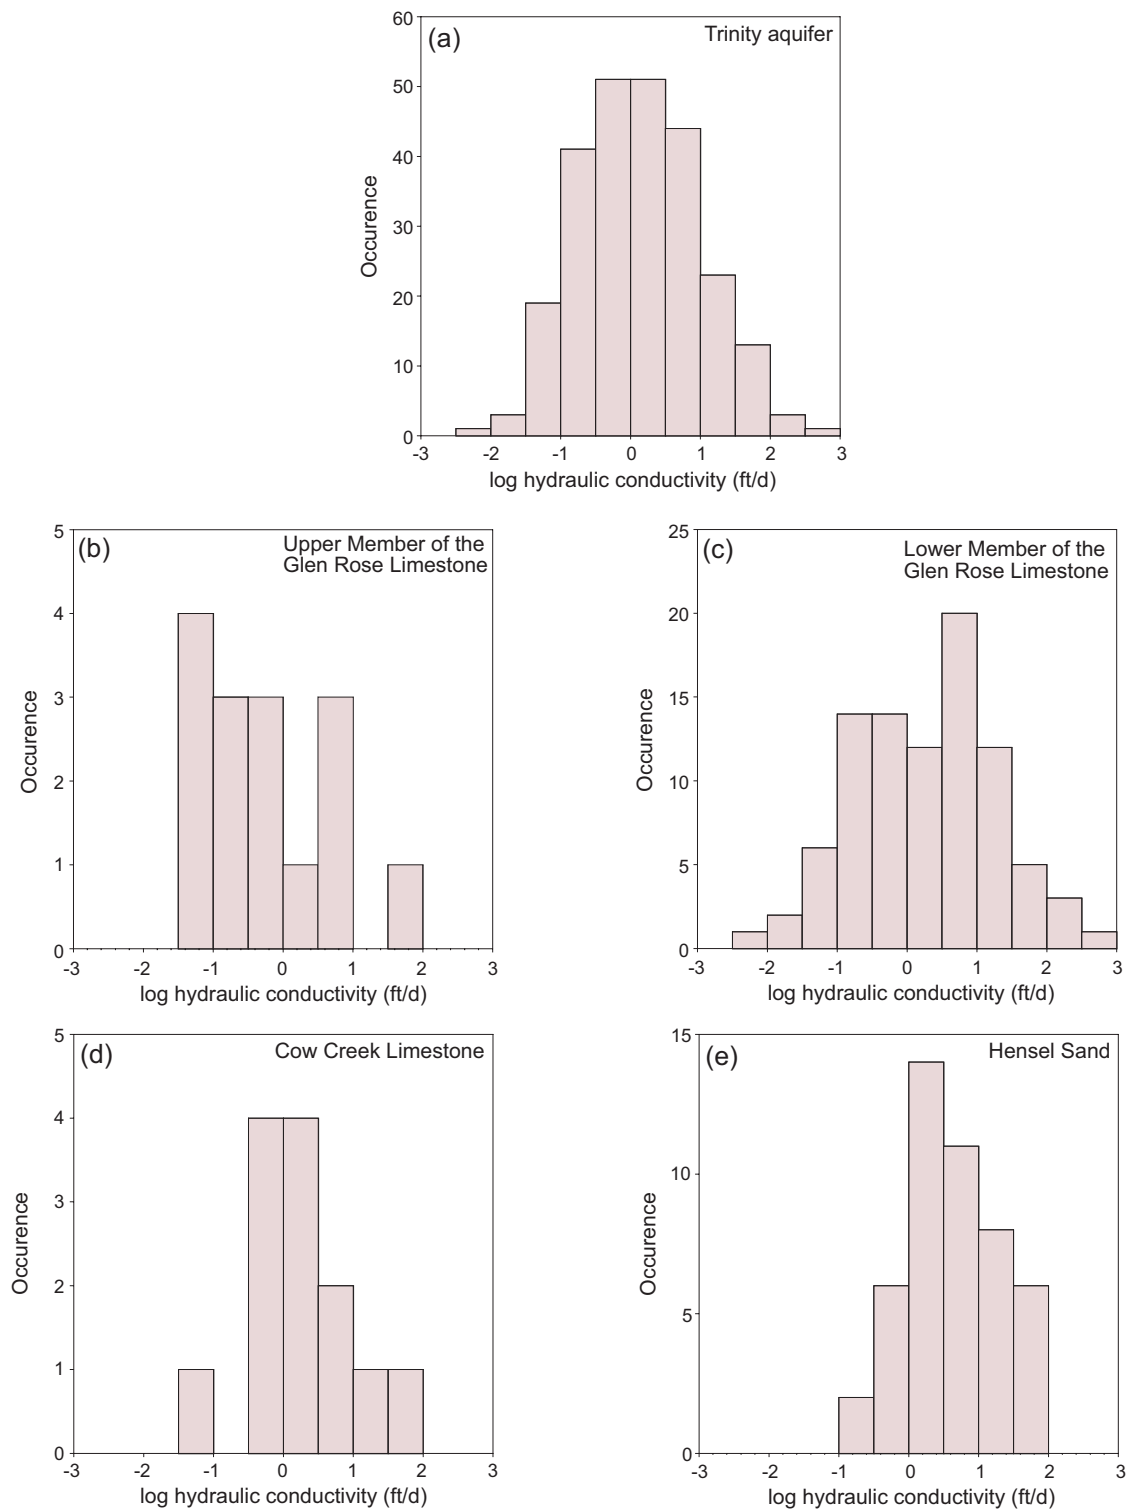 (a)
Trinity aquifer
60
50
40
30
20
10
0
Occurence
-3 -2 -1 0 1 2 3
log hydraulic conductivity (ft/d)
(b)
Upper Member of the
Glen Rose Limestone
5
4
3
2
1
0
Occurence
-3 -2 -1 0 1 2 3
log hydraulic conductivity (ft/d)
(c)
Lower Member of the
Glen Rose Limestone
25
20
15
10
5
0
Occurence
-3 -2 -1 0 1 2 3
log hydraulic conductivity (ft/d)
(d)
Cow Creek Limestone
5
4
3
2
1
0
Occurence
-3 -2 -1 0 1 2 3
log hydraulic conductivity (ft/d)
(e)
Hensel Sand
15
10
5
0
Occurence
-3 -2 -1 0 1 2 3
log hydraulic conductivity (ft/d)